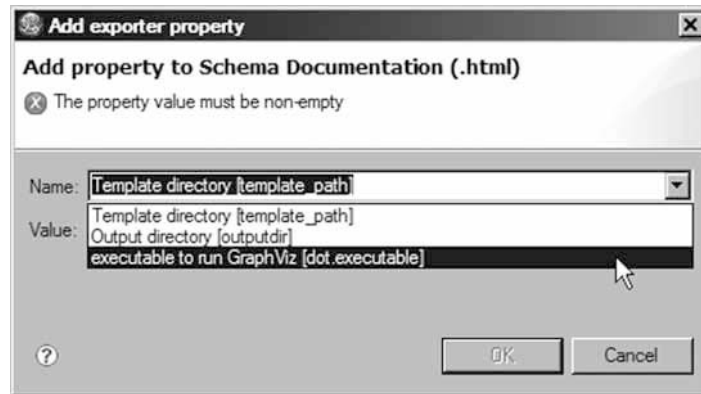 Add exporter property
Add property to Schema Documentation (.html)
The property value must be non-empty
Name: Template directory [template_path]
Template directory [template_path]
Value: Output directory [outputdir]
executable to run GraphViz [dot.executable]
? OK Cancel